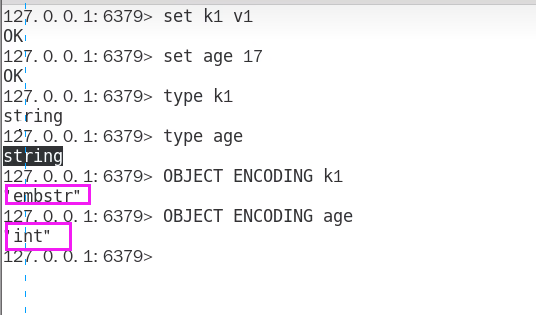 127.0.0.1:6379> set k1 v1
OK
127.0.0.1:6379> set age 17
OK
127.0.0.1:6379> type k1
string
127.0.0.1:6379> type age
string
127.0.0.1:6379> OBJECT ENCODING k1
"embstr"
127.0.0.1:6379> OBJECT ENCODING age
"int"
127.0.0.1:6379>